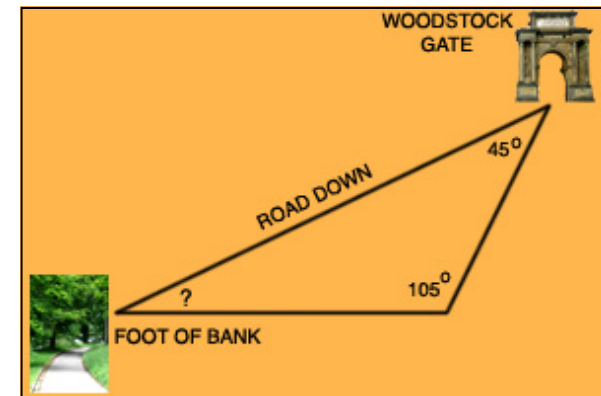 WOODSTOCK
GATE
45°
ROAD DOWN
105°
?
FOOT OF BANK